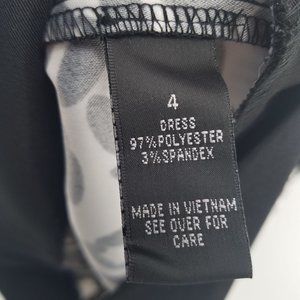 4
DRESS
97%POLYESTER
3%SPANDEX
MADE IN VIETNAM
SEE OVER FOR
CARE